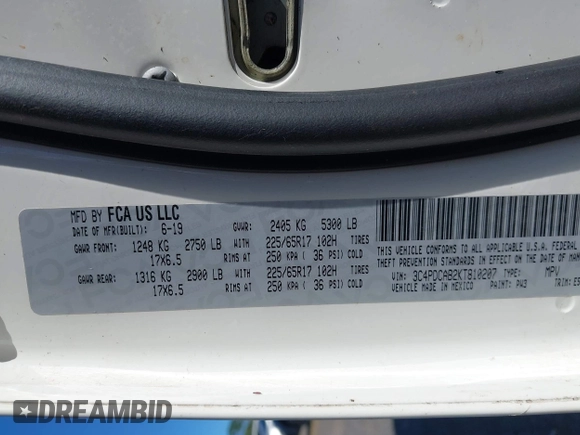 MFD BY FCA US LLC
DATE OF MFR(BUILT): 6-19 GVWR: 2405 KG 5300 LB
GAWR FRONT: 1248 KG 2750 LB WITH 225/65R17 102H TIRES
17X6.5 RIMS AT 250 KPA ( 36 PSI) COLD
GAWR REAR: 1316 KG 2900 LB WITH 225/65R17 102H TIRES
17X6.5 RIMS AT 250 KPA ( 36 PSI) COLD
THIS VEHICLE CONFORMS TO ALL APPLICABLE U.S.A. FEDERAL
THEFT PREVENTION STANDARDS IN EFFECT ON THE DATE OF MAN
VIN: 3C4PDCAB2KT810207 TYPE: MPV
VEHICLE MADE IN MEXICO PAINT: PW3 TRIM:
DREAMBID